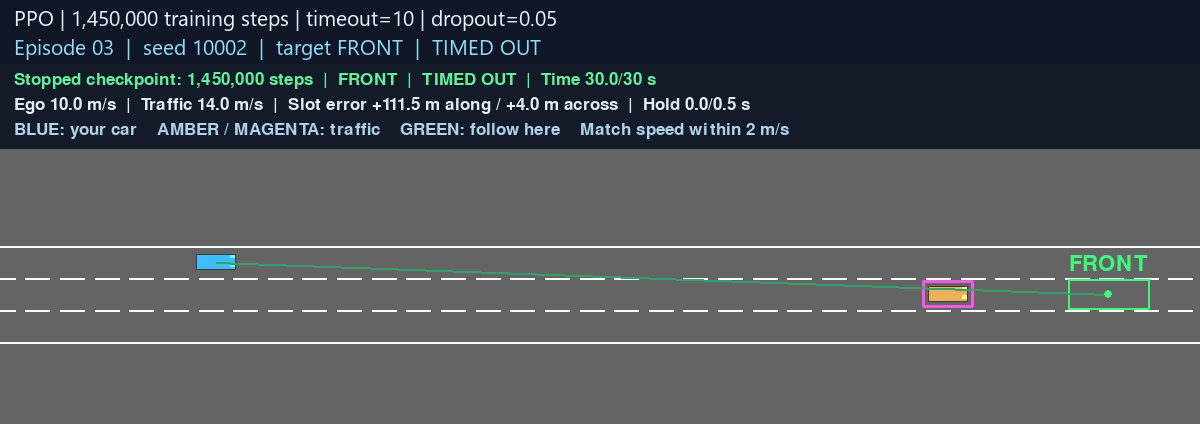 PPO | 1,450,000 training steps | timeout=10 | dropout=0.05
Episode 03 | seed 10002 | target FRONT | TIMED OUT
Stopped checkpoint: 1,450,000 steps | FRONT | TIMED OUT | Time 30.0/30 s
Ego 10.0 m/s | Traffic 14.0 m/s | Slot error +111.5 m along / +4.0 m across | Hold 0.0/0.5 s
BLUE: your car AMBER / MAGENTA: traffic GREEN: follow here Match speed within 2 m/s
FRONT